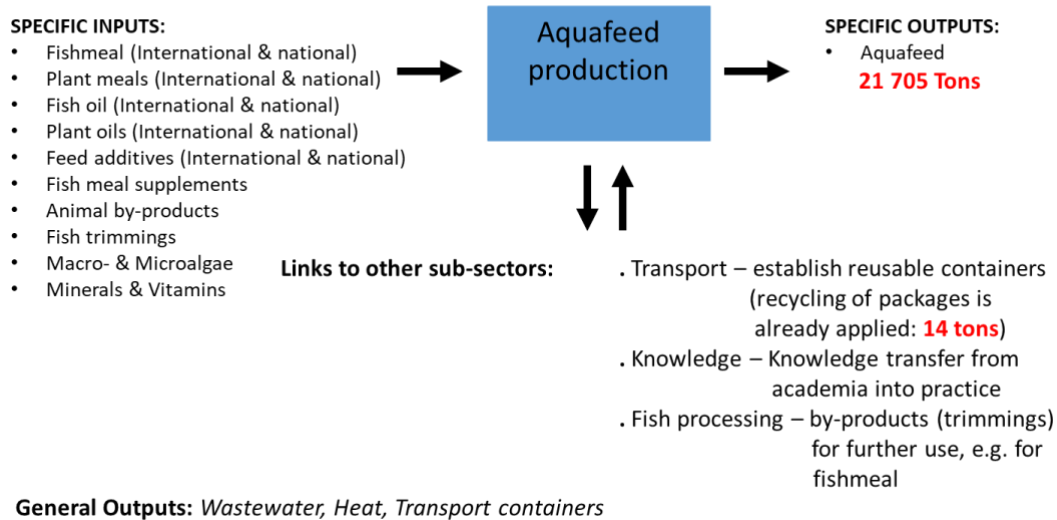 SPECIFIC INPUTS:
• Fishmeal (International & national)
• Plant meals (International & national)
• Fish oil (International & national)
• Plant oils (International & national)
• Feed additives (International & national)
• Fish meal supplements
• Animal by-products
• Fish trimmings
• Macro- & Microalgae
• Minerals & Vitamins
Aquafeed
production
SPECIFIC OUTPUTS:
• Aquafeed
21 705 Tons
Links to other sub-sectors:
. Transport – establish reusable containers
(recycling of packages is
already applied: 14 tons)
. Knowledge – Knowledge transfer from
academia into practice
. Fish processing – by-products (trimmings)
for further use, e.g. for
fishmeal
General Outputs: Wastewater, Heat, Transport containers